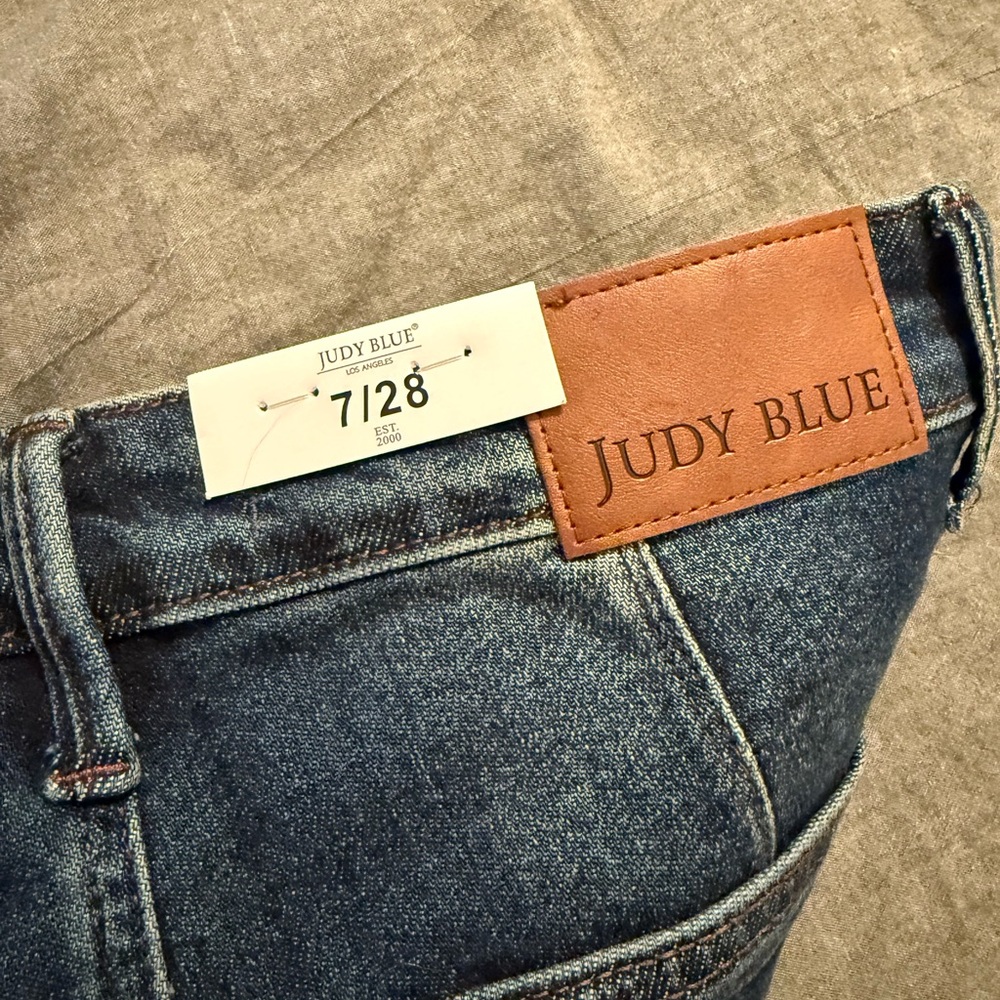 JUDY BLUE®
LOS ANGELES
7/28
EST.
2000
JUDY BLUE